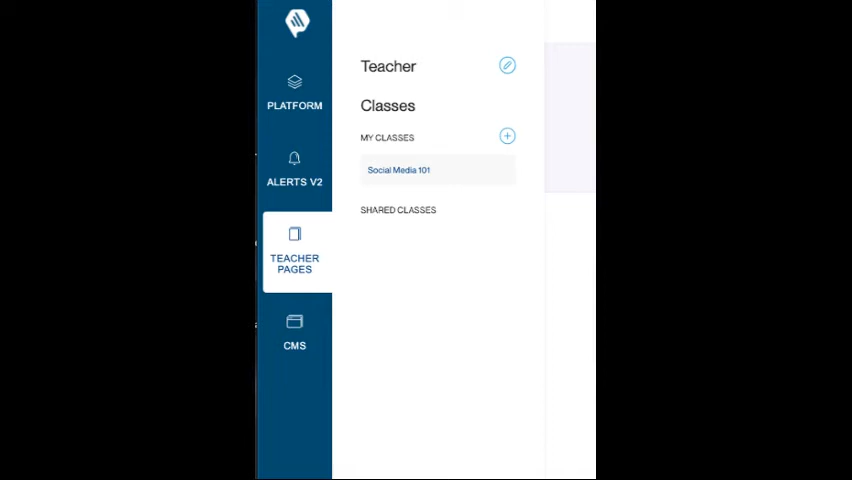 PLATFORM
ALERTS V2
TEACHER
PAGES
CMS
Teacher
Classes
MY CLASSES
Social Media 101
SHARED CLASSES